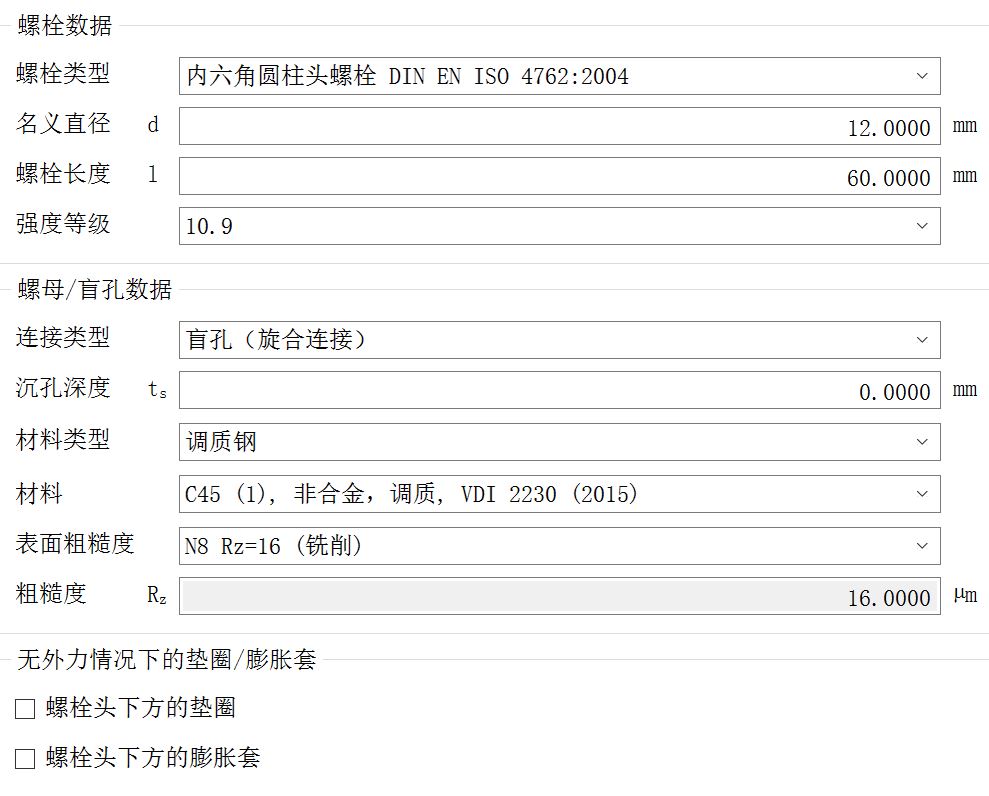 螺栓数据
螺栓类型 内六角圆柱头螺栓 DIN EN ISO 4762:2004
名义直径 d 12.0000 mm
螺栓长度 l 60.0000 mm
强度等级 10.9
螺母/盲孔数据
连接类型 盲孔（旋合连接）
沉孔深度 ts 0.0000 mm
材料类型 调质钢
材料 C45 (1), 非合金，调质, VDI 2230 (2015)
表面粗糙度 N8 Rz=16 (铣削)
粗糙度 Rz 16.0000 μm
无外力情况下的垫圈/膨胀套
螺栓头下方的垫圈
螺栓头下方的膨胀套